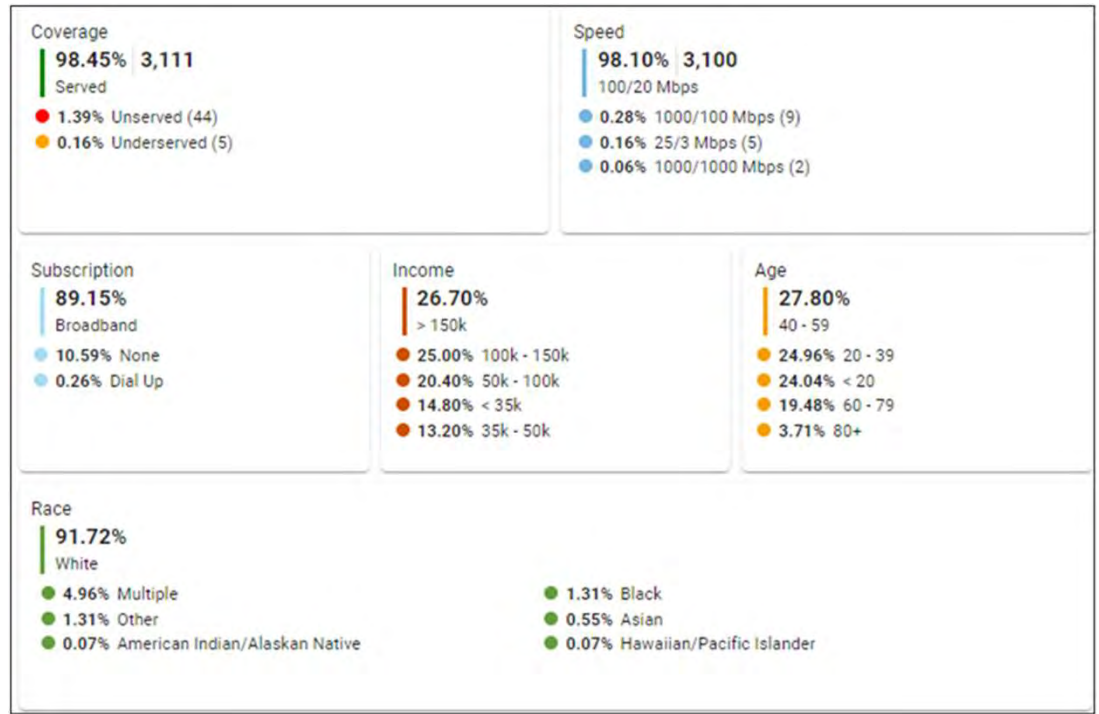 Coverage
98.45% 3,111
Served
1.39% Unserved (44)
0.16% Underserved (5)
Speed
98.10% 3,100
100/20 Mbps
0.28% 1000/100 Mbps (9)
0.16% 25/3 Mbps (5)
0.06% 1000/1000 Mbps (2)
Subscription
89.15%
Broadband
10.59% None
0.26% Dial Up
Income
26.70%
> 150k
25.00% 100k - 150k
20.40% 50k - 100k
14.80% < 35k
13.20% 35k - 50k
Age
27.80%
40 - 59
24.96% 20 - 39
24.04% < 20
19.48% 60 - 79
3.71% 80+
Race
91.72%
White
4.96% Multiple
1.31% Other
0.07% American Indian/Alaskan Native
1.31% Black
0.55% Asian
0.07% Hawaiian/Pacific Islander